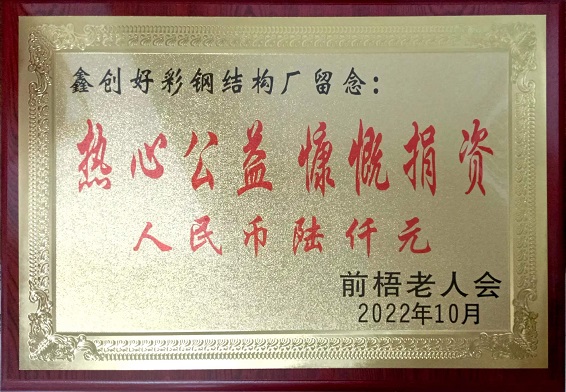 鑫创好彩钢结构厂留念：
热心公益 慷慨捐资
人民币陆仟元
前梧老人会
2022年10月